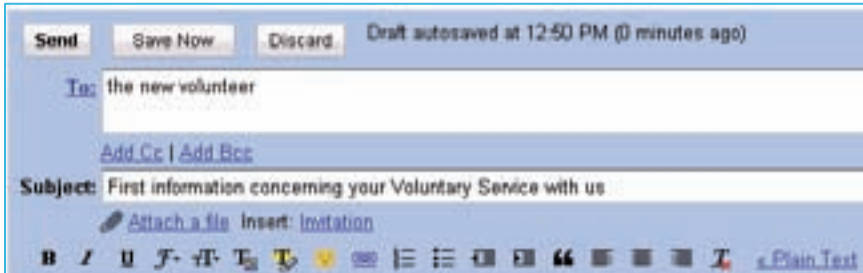 Send Save Now Discard Draft autosaved at 12:50 PM (0 minutes ago)
To: the new volunteer
Add Cc | Add Bcc
Subject: First information concerning your Voluntary Service with us
Attach a file Insert: Invitation
B I U « Plain Text